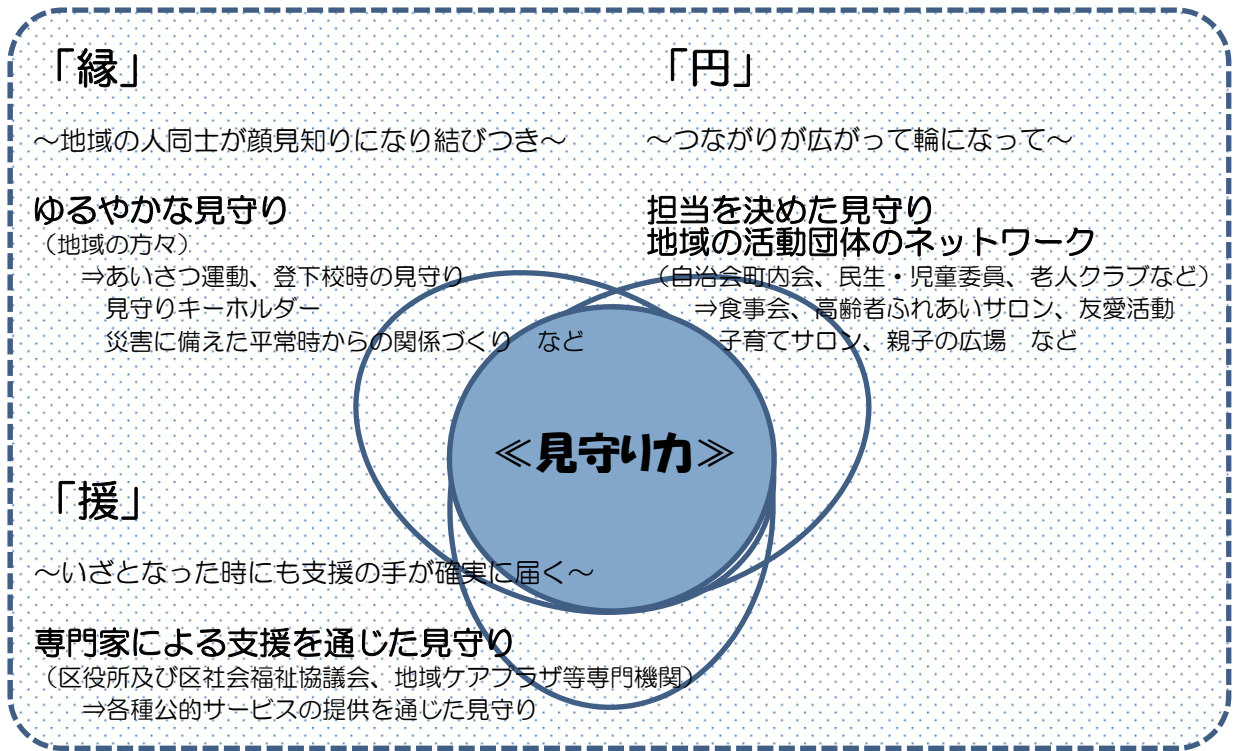 「縁」
～地域の人同士が顔見知りになり結びつき～
ゆるやかな見守り
（地域の方々）
⇒あいさつ運動、登下校時の見守り
見守りキーホルダー
災害に備えた平常時からの関係づくり　など
「円」
～つながりが広がって輪になって～
担当を決めた見守り
地域の活動団体のネットワーク
（自治会町内会、民生・児童委員、老人クラブなど）
⇒食事会、高齢者ふれあいサロン、友愛活動
子育てサロン、親子の広場　など
≪見守り力≫
「援」
～いざとなった時にも支援の手が確実に届く～
専門家による支援を通じた見守り
（区役所及び区社会福祉協議会、地域ケアプラザ等専門機関）
⇒各種公的サービスの提供を通じた見守り